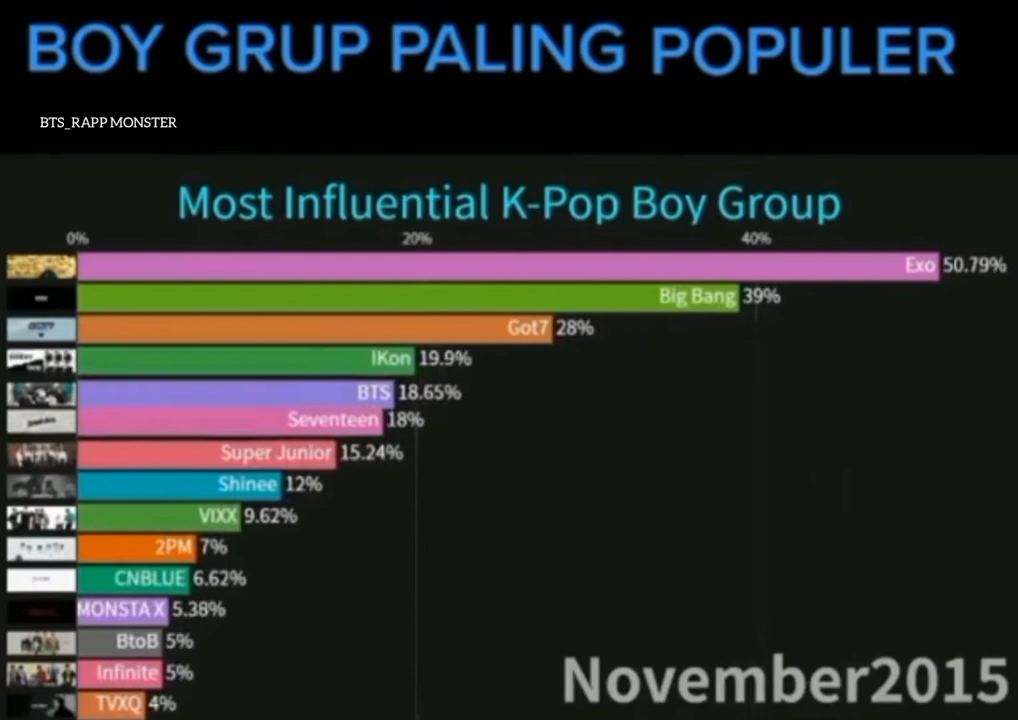 BOY GRUP PALING POPULER
BTS_RAPP MONSTER
Most Influential K-Pop Boy Group
0% 20% 40%
Exo 50.79%
Big Bang 39%
Got7 28%
IKon 19.9%
BTS 18.65%
Seventeen 18%
Super Junior 15.24%
Shinee 12%
VIXX 9.62%
2PM 7%
CNBLUE 6.62%
MONSTA X 5.38%
BtoB 5%
Infinite 5%
TVXQ 4%
November2015